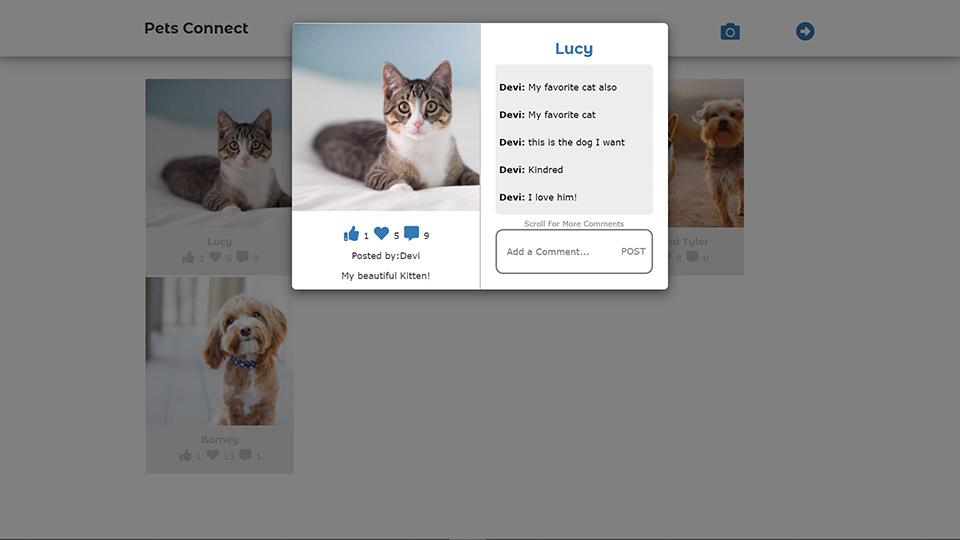 Pets Connect
Lucy
Devi: My favorite cat also
Devi: My favorite cat
Devi: this is the dog I want
Devi: Kindred
Devi: I love him!
Scroll For More Comments
Add a Comment... POST
1 5 9
Posted by:Devi
My beautiful Kitten!
Lucy
1 5 9
nd Tyler
8 0
Barney
1 13 1